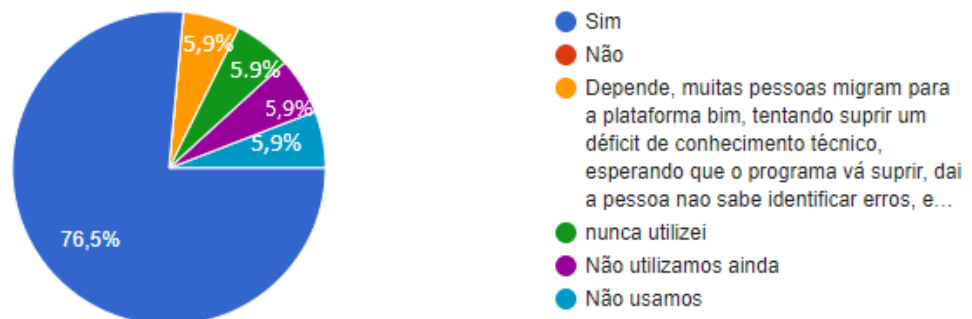 5,9%
5.9%
5,9%
5,9%
76,5%
Sim
Não
Depende, muitas pessoas migram para
a plataforma bim, tentando suprir um
déficit de conhecimento técnico,
esperando que o programa vá suprir, dai
a pessoa nao sabe identificar erros, e...
nunca utilizei
Não utilizamos ainda
Não usamos